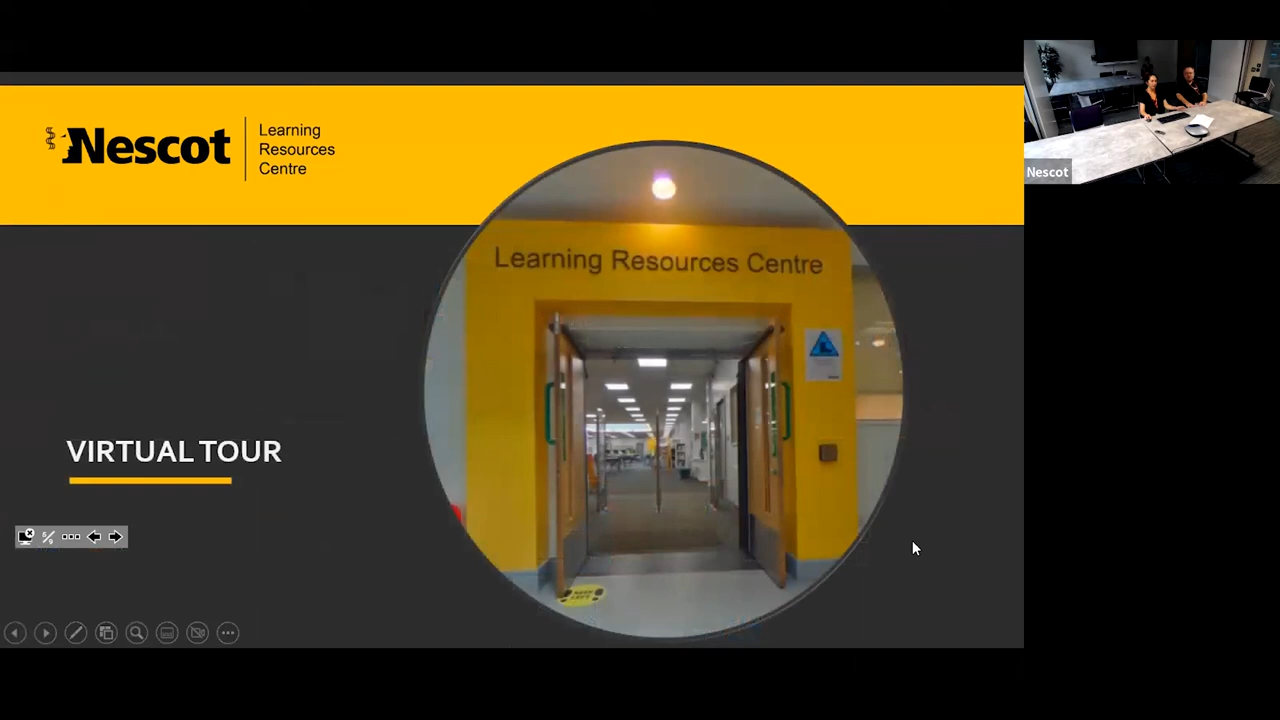 Nescot
Learning
Resources
Centre
Learning Resources Centre
VIRTUAL TOUR
Nescot